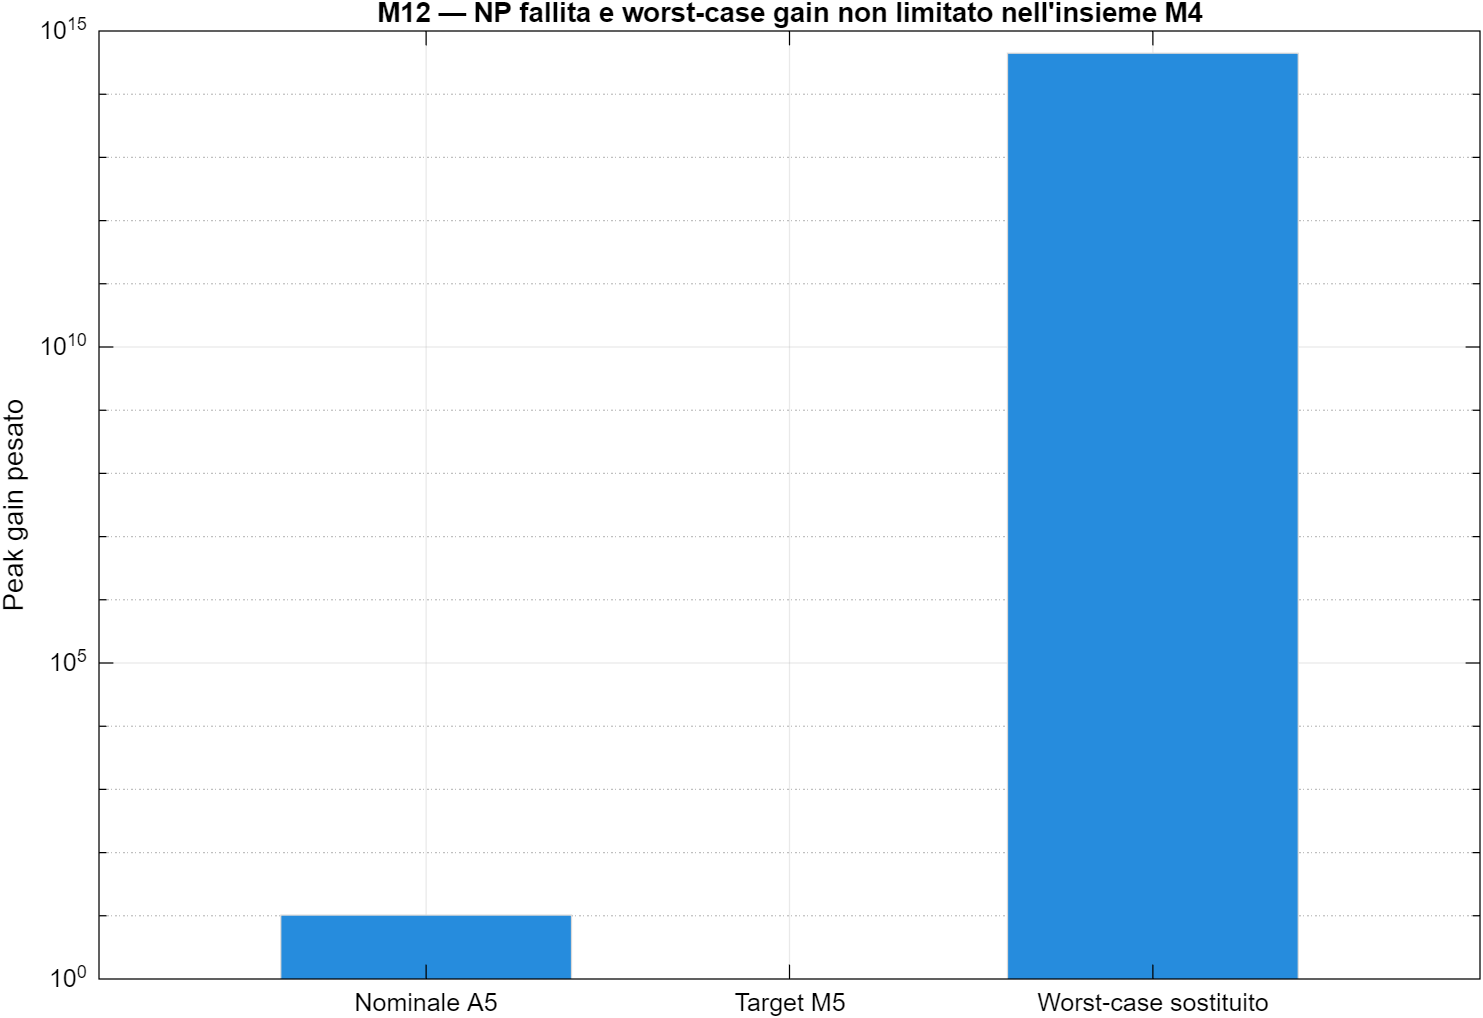 M12 — NP fallita e worst-case gain non limitato nell'insieme M4
10^15
10^10
10^5
10^0
Peak gain pesato
Nominale A5
Target M5
Worst-case sostituito